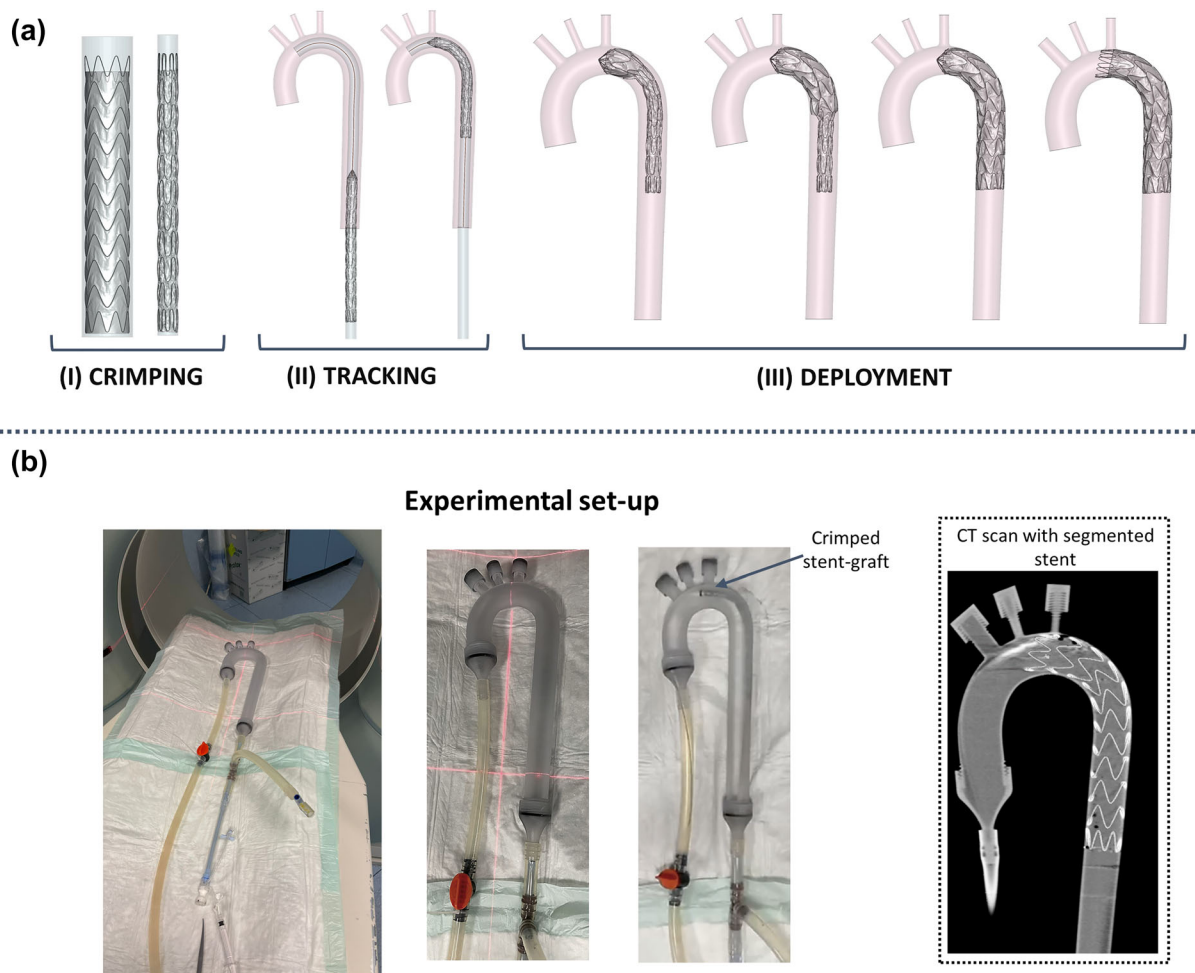 (a)
(I) CRIMPING
(II) TRACKING
(III) DEPLOYMENT
(b)
Experimental set-up
Crimped
stent-graft
CT scan with segmented
stent